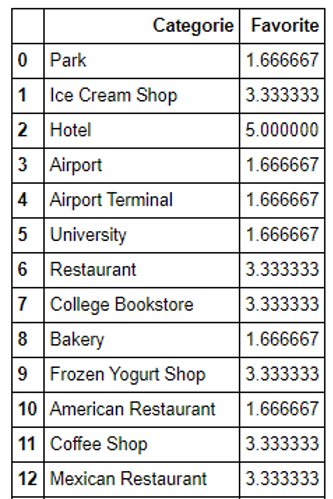 Categorie Favorite
0 Park 1.666667
1 Ice Cream Shop 3.333333
2 Hotel 5.000000
3 Airport 1.666667
4 Airport Terminal 1.666667
5 University 1.666667
6 Restaurant 3.333333
7 College Bookstore 3.333333
8 Bakery 1.666667
9 Frozen Yogurt Shop 3.333333
10 American Restaurant 1.666667
11 Coffee Shop 3.333333
12 Mexican Restaurant 3.333333